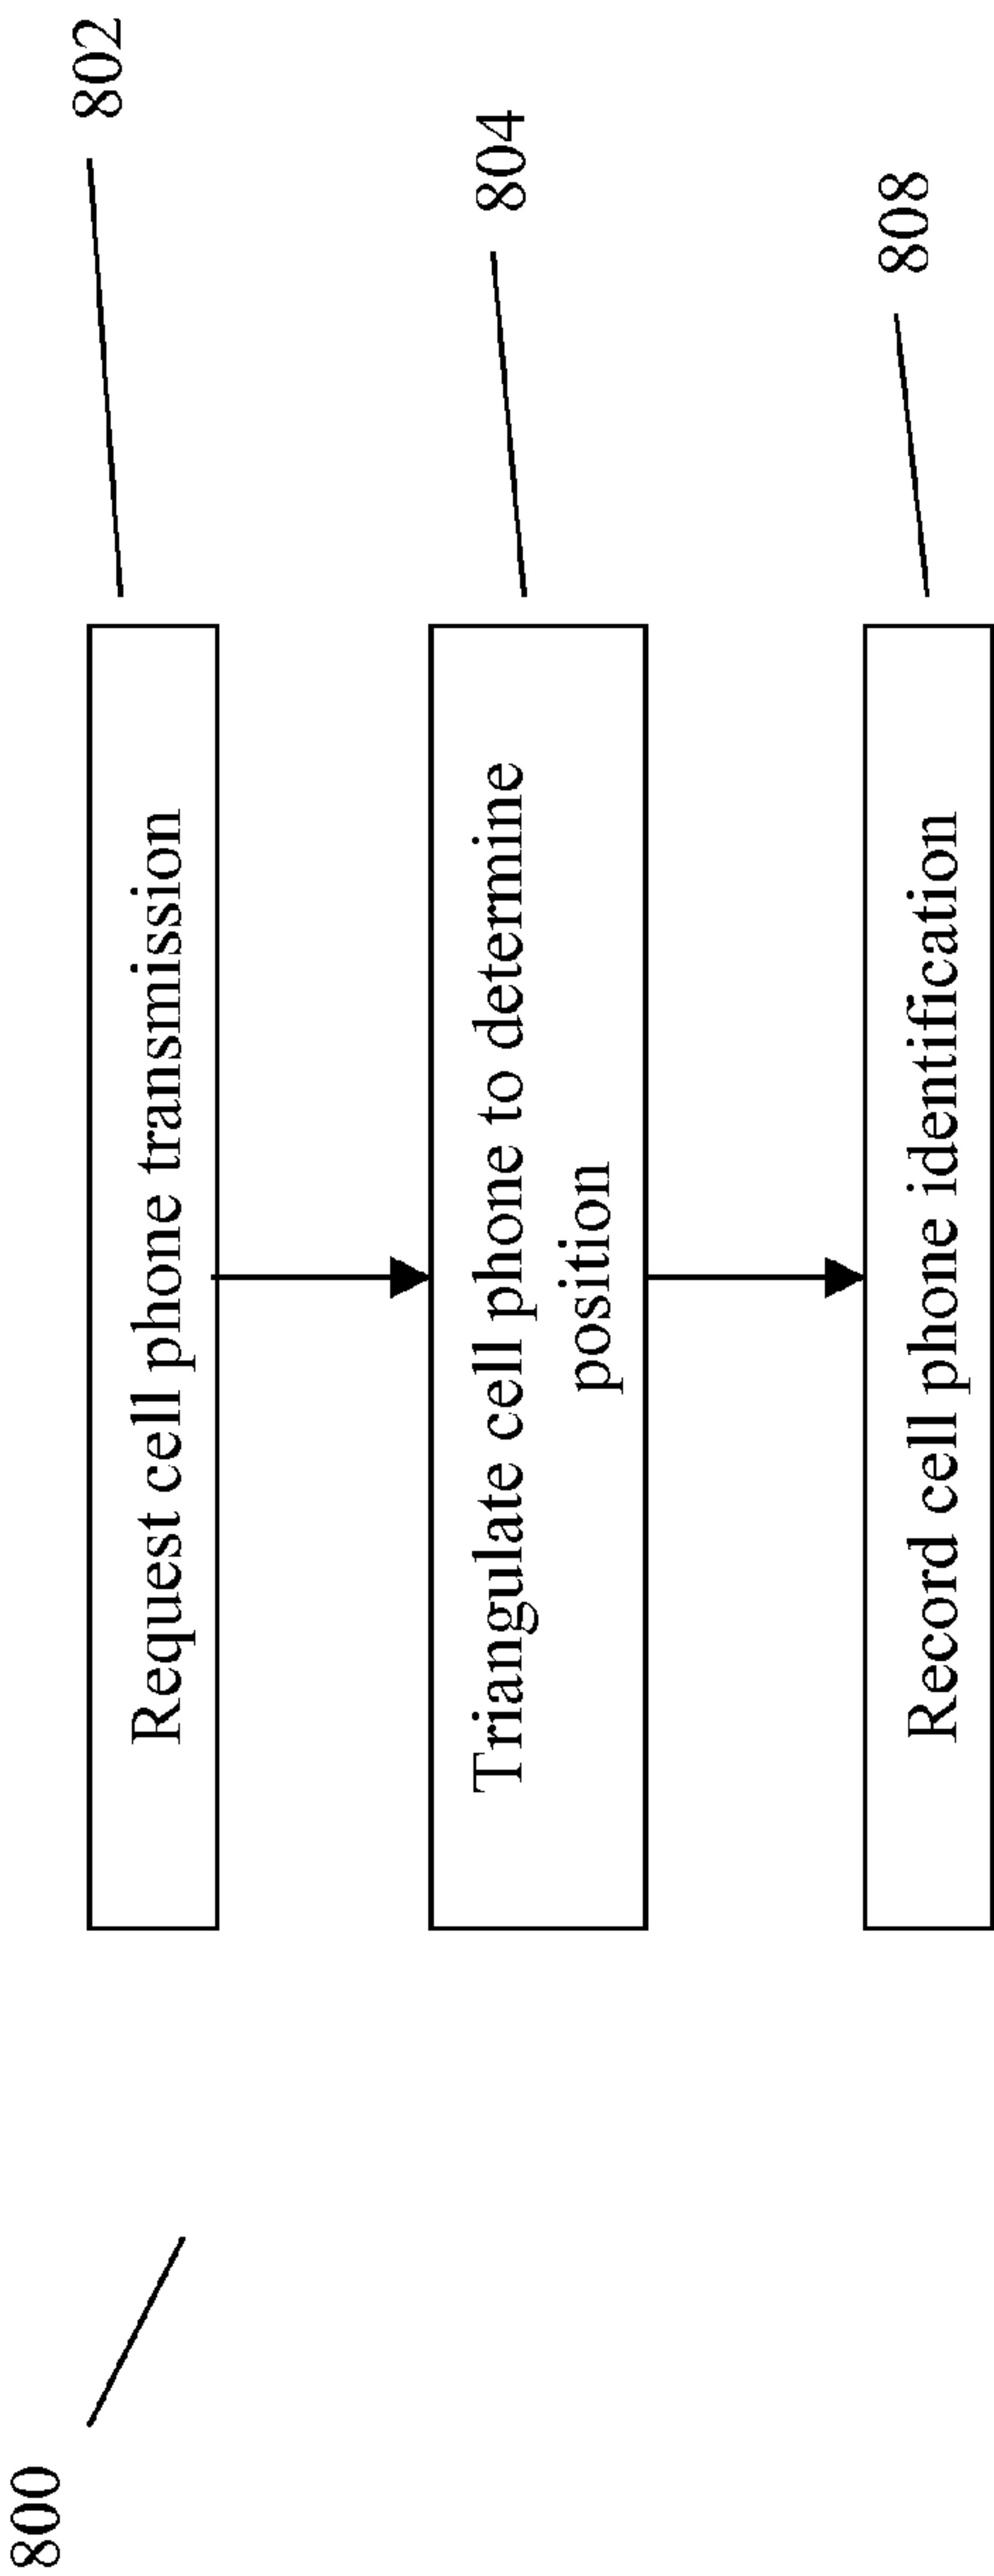 800
802
Request cell phone transmission
804
Triangulate cell phone to determine
position
808
Record cell phone identification